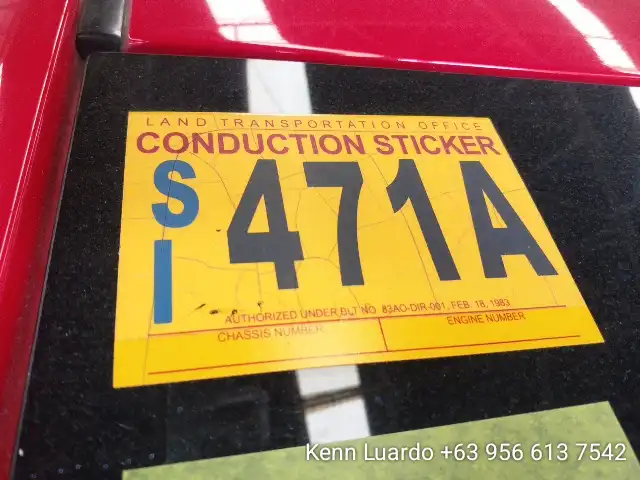 LAND TRANSPORTATION OFFICE
CONDUCTION STICKER
SI 471A
AUTHORIZED UNDER BLT NO. 83AO-DIR-001, FEB. 18, 1983
CHASSIS NUMBER ENGINE NUMBER
Kenn Luardo +63 956 613 7542